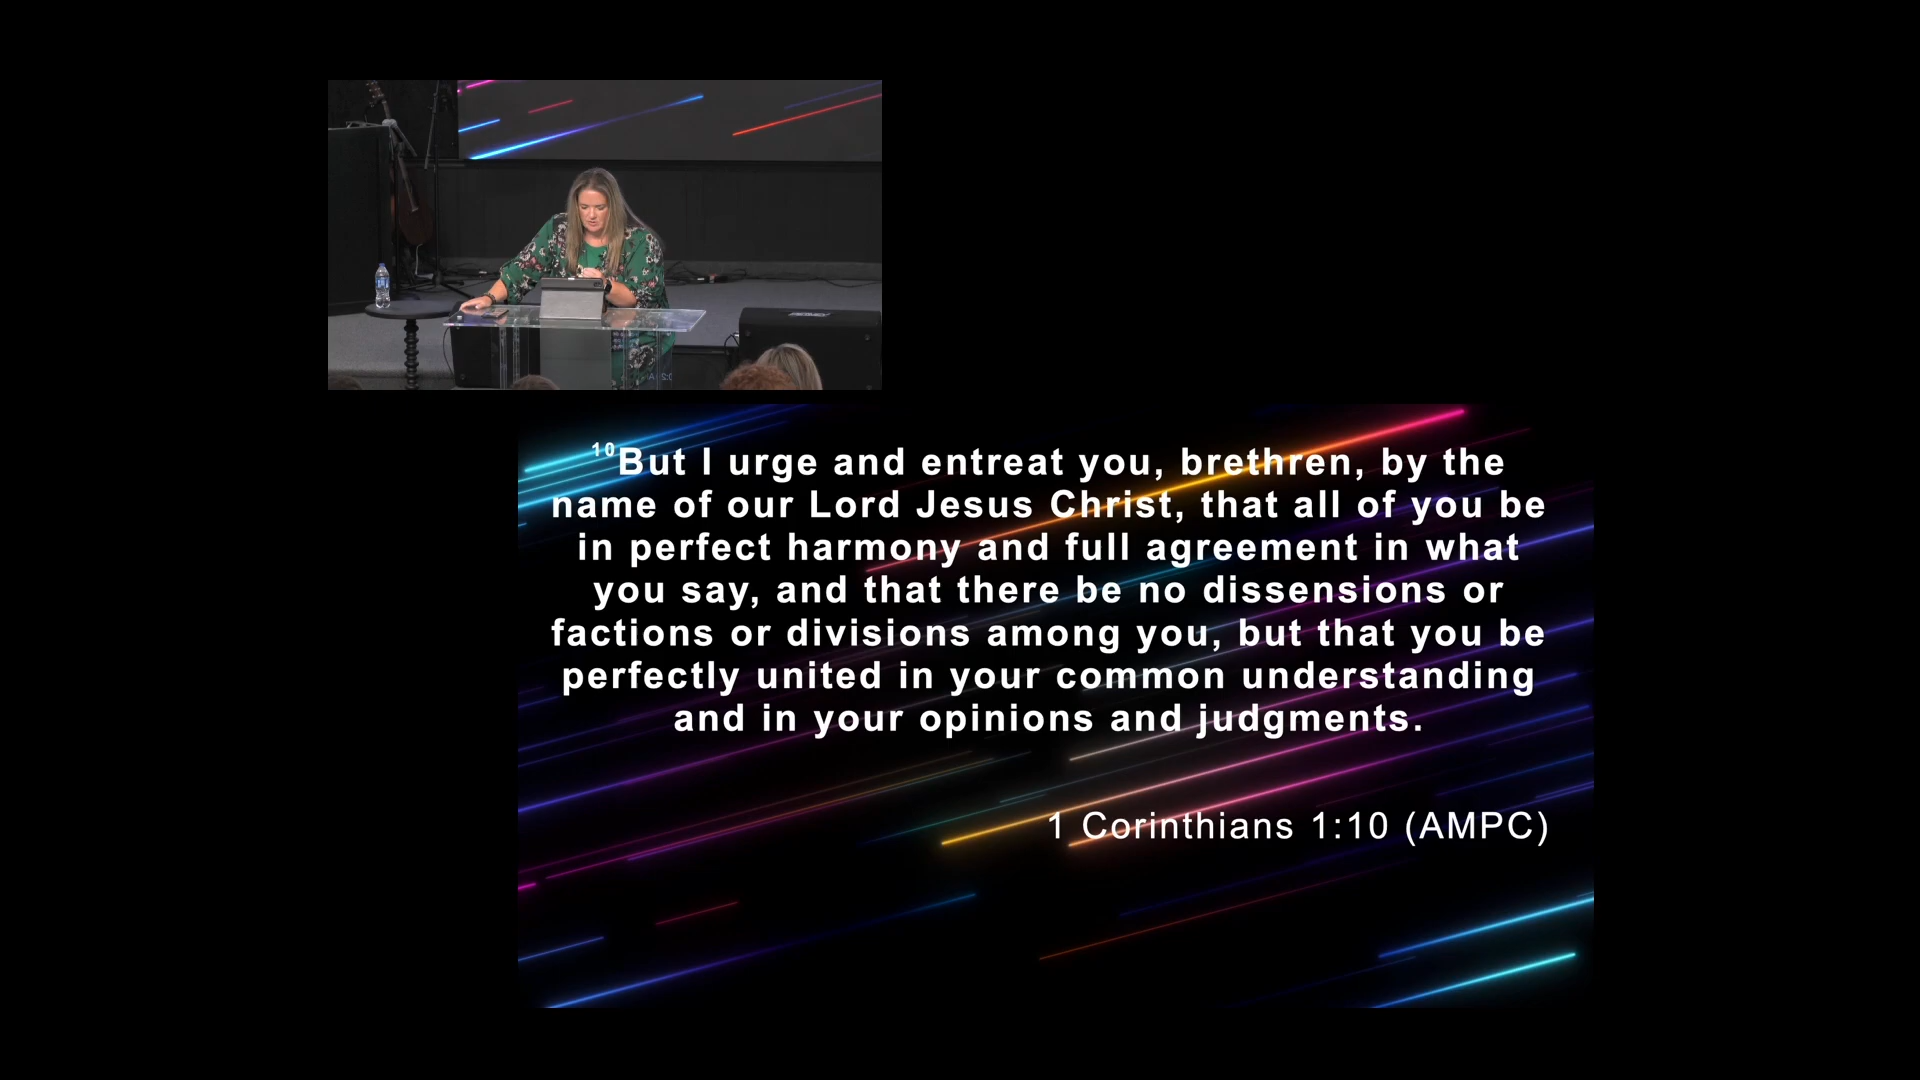 10But I urge and entreat you, brethren, by the
name of our Lord Jesus Christ, that all of you be
in perfect harmony and full agreement in what
you say, and that there be no dissensions or
factions or divisions among you, but that you be
perfectly united in your common understanding
and in your opinions and judgments.
1 Corinthians 1:10 (AMPC)